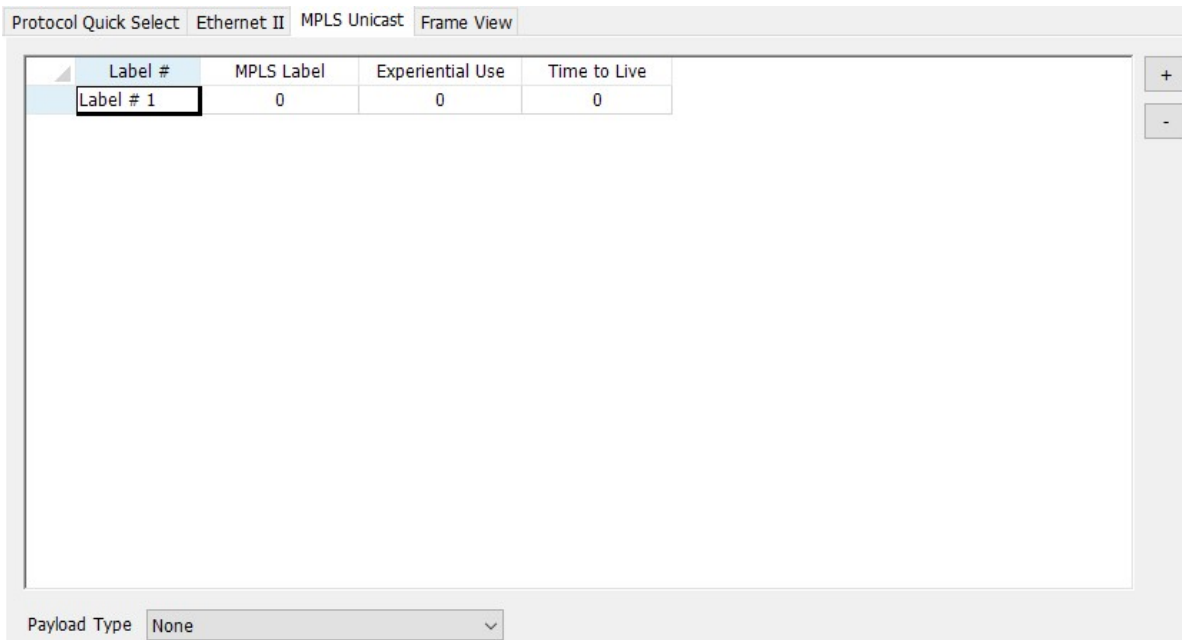 Protocol Quick Select Ethernet II MPLS Unicast Frame View
Label # MPLS Label Experiential Use Time to Live +
Label # 1 0 0 0
-
Payload Type None